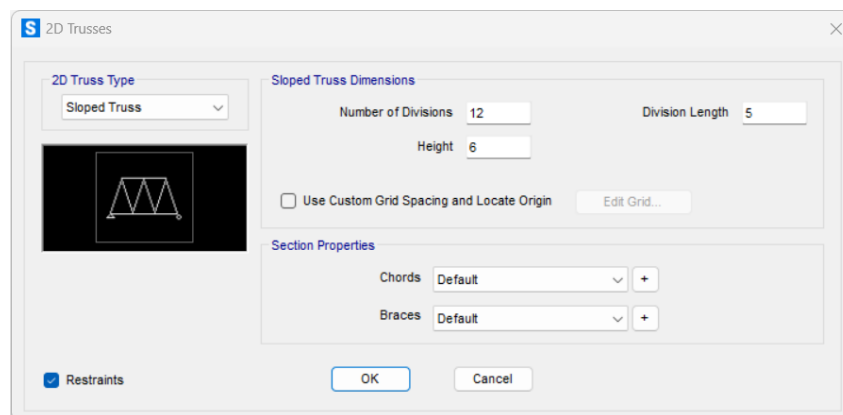 S 2D Trusses
2D Truss Type
Sloped Truss
Sloped Truss Dimensions
Number of Divisions 12 Division Length 5
Height 6
Use Custom Grid Spacing and Locate Origin Edit Grid...
Section Properties
Chords Default +
Braces Default +
Restraints OK Cancel